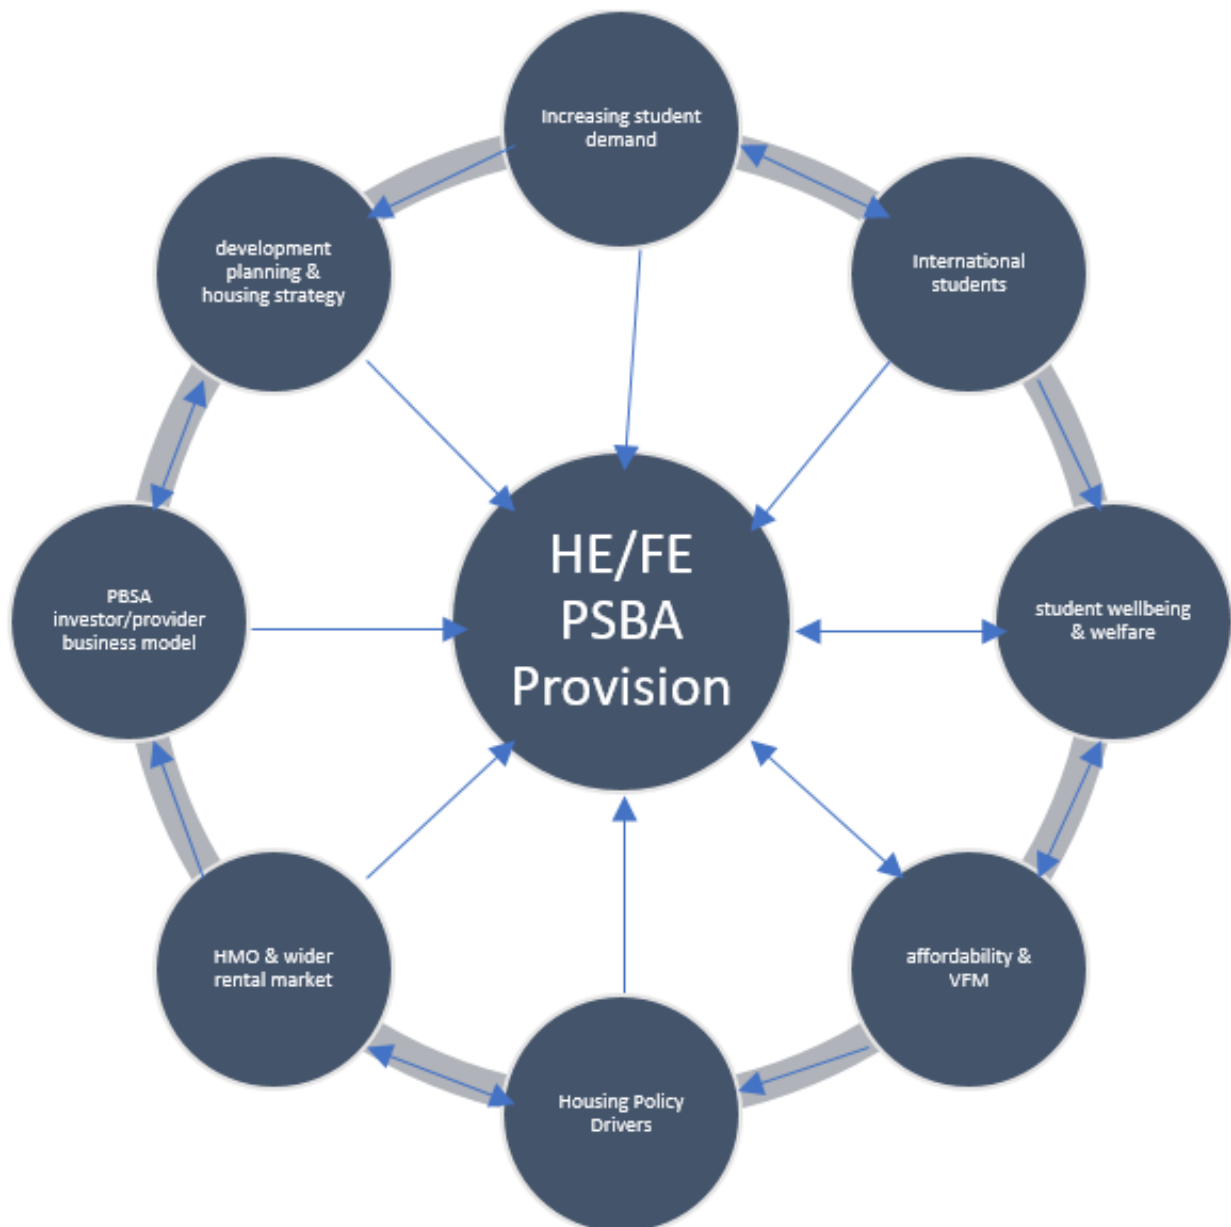 Increasing student
demand
development
planning &
housing strategy
International
students
HE/FE
PSBA
Provision
PBSA
investor/provider
business model
student wellbeing
& welfare
HMO & wider
rental market
affordability &
VFM
Housing Policy
Drivers